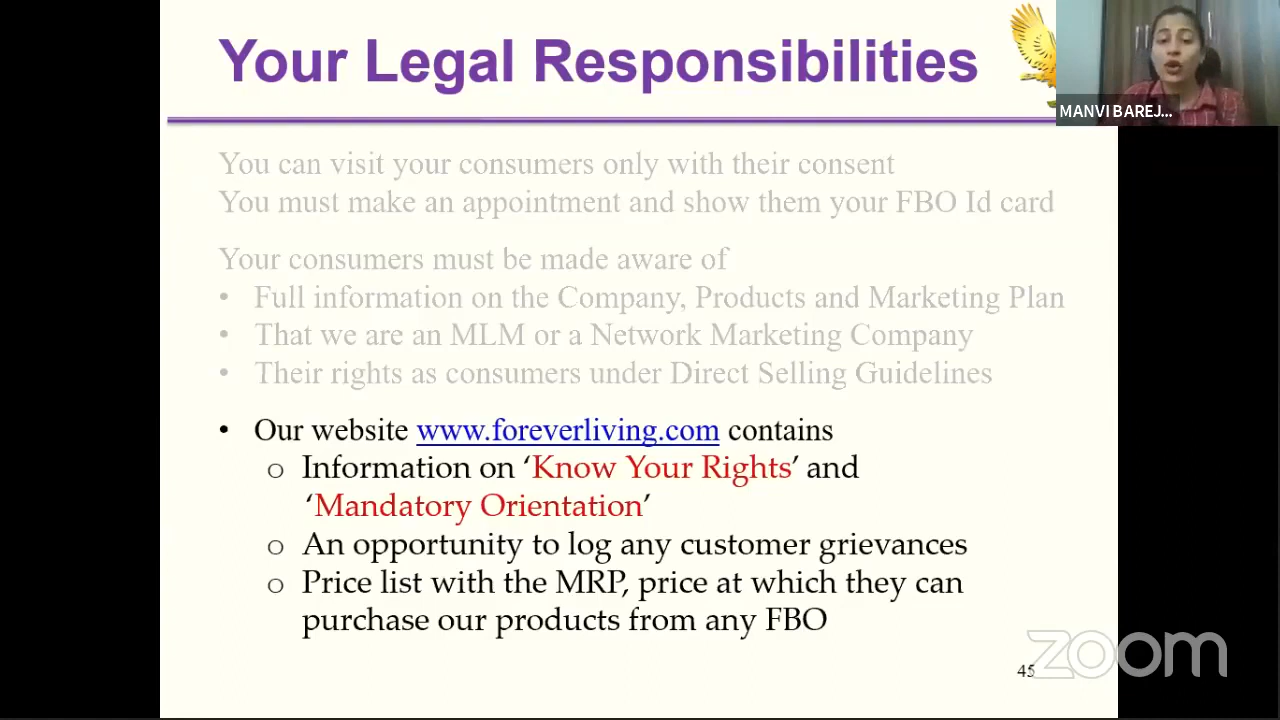 Your Legal Responsibilities
MANVI BAREJ...
You can visit your consumers only with their consent
You must make an appointment and show them your FBO Id card
Your consumers must be made aware of
• Full information on the Company, Products and Marketing Plan
• That we are an MLM or a Network Marketing Company
• Their rights as consumers under Direct Selling Guidelines
• Our website www.foreverliving.com contains
o Information on ‘Know Your Rights’ and
‘Mandatory Orientation’
o An opportunity to log any customer grievances
o Price list with the MRP, price at which they can
purchase our products from any FBO
45
zoom